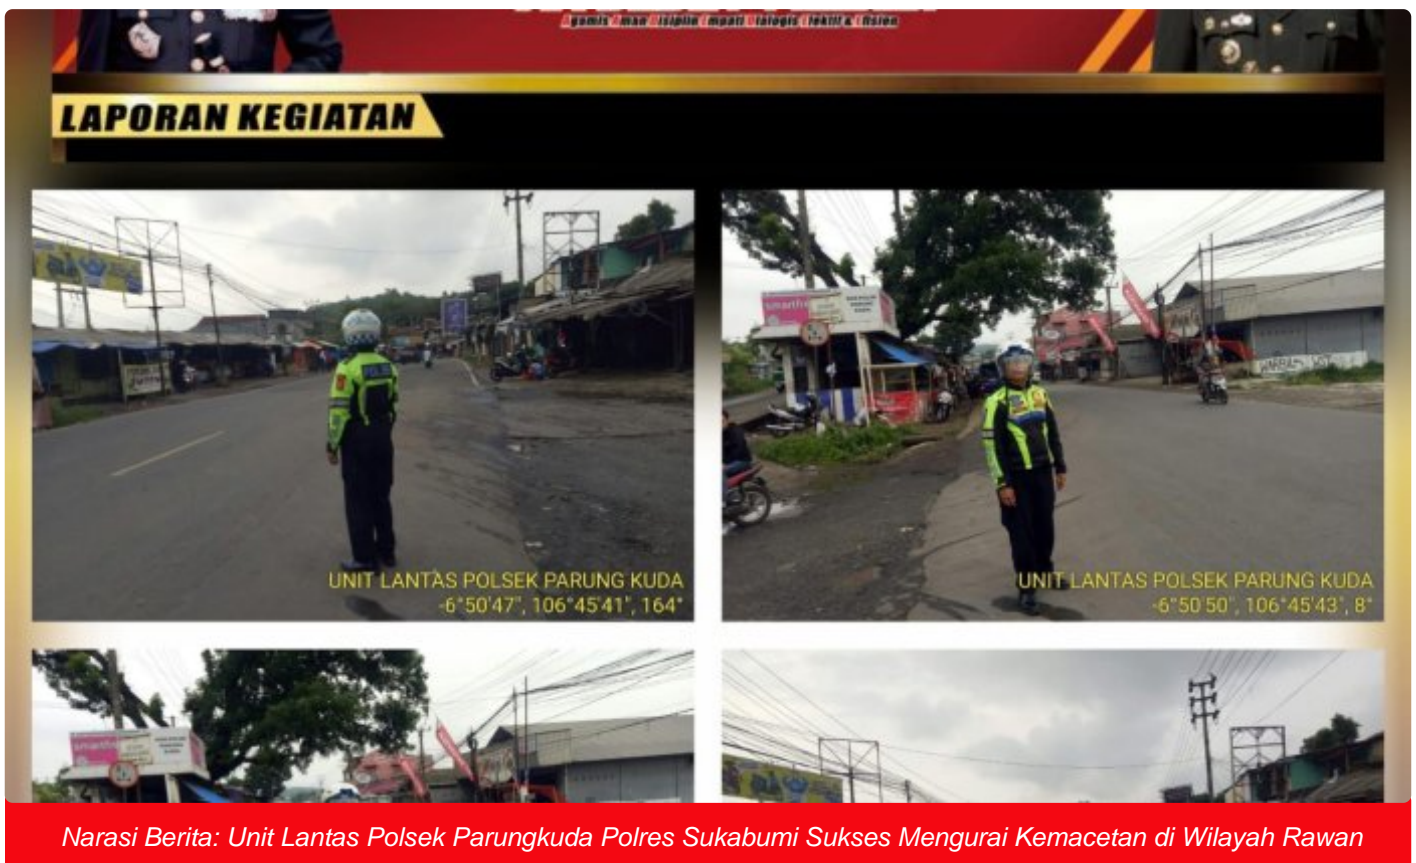 LAPORAN KEGIATAN
POLISI
smartfren
UNIT LANTAS POLSEK PARUNG KUDA
-6°50'47", 106°45'41", 164°
UNIT LANTAS POLSEK PARUNG KUDA
-6°50'50", 106°45'43", 8°
Narasi Berita: Unit Lantas Polsek Parungkuda Polres Sukabumi Sukses Mengurai Kemacetan di Wilayah Rawan